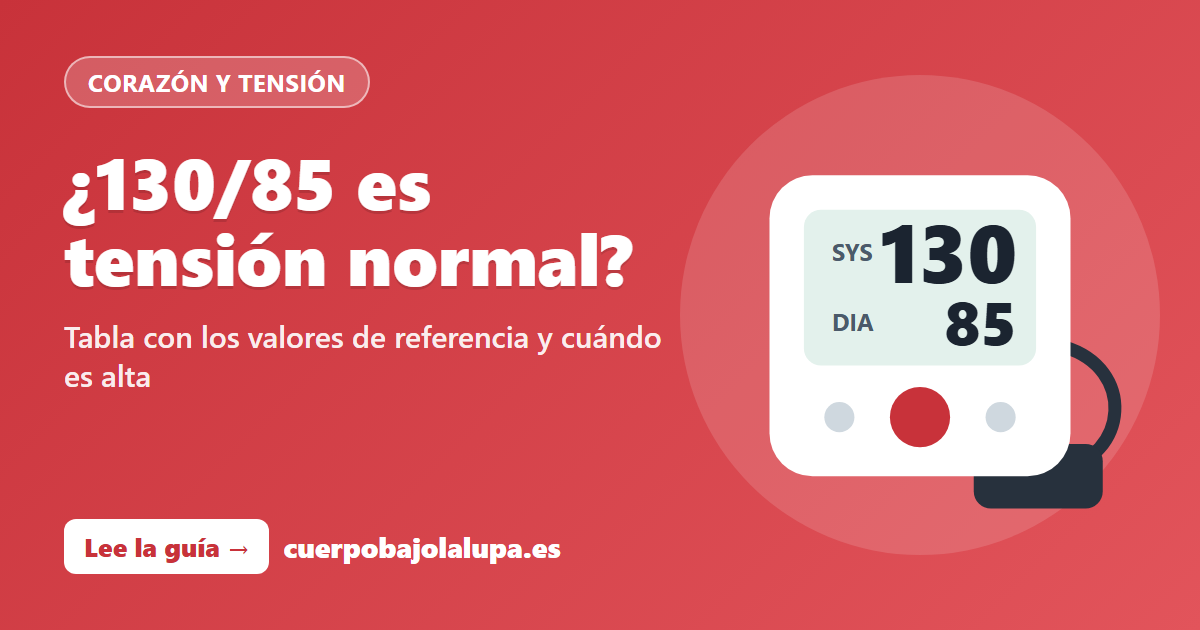 CORAZÓN Y TENSIÓN
¿130/85 es
tensión normal?
Tabla con los valores de referencia y cuándo
es alta
Lee la guía →
cuerpobajolalupa.es
SYS 130
DIA 85